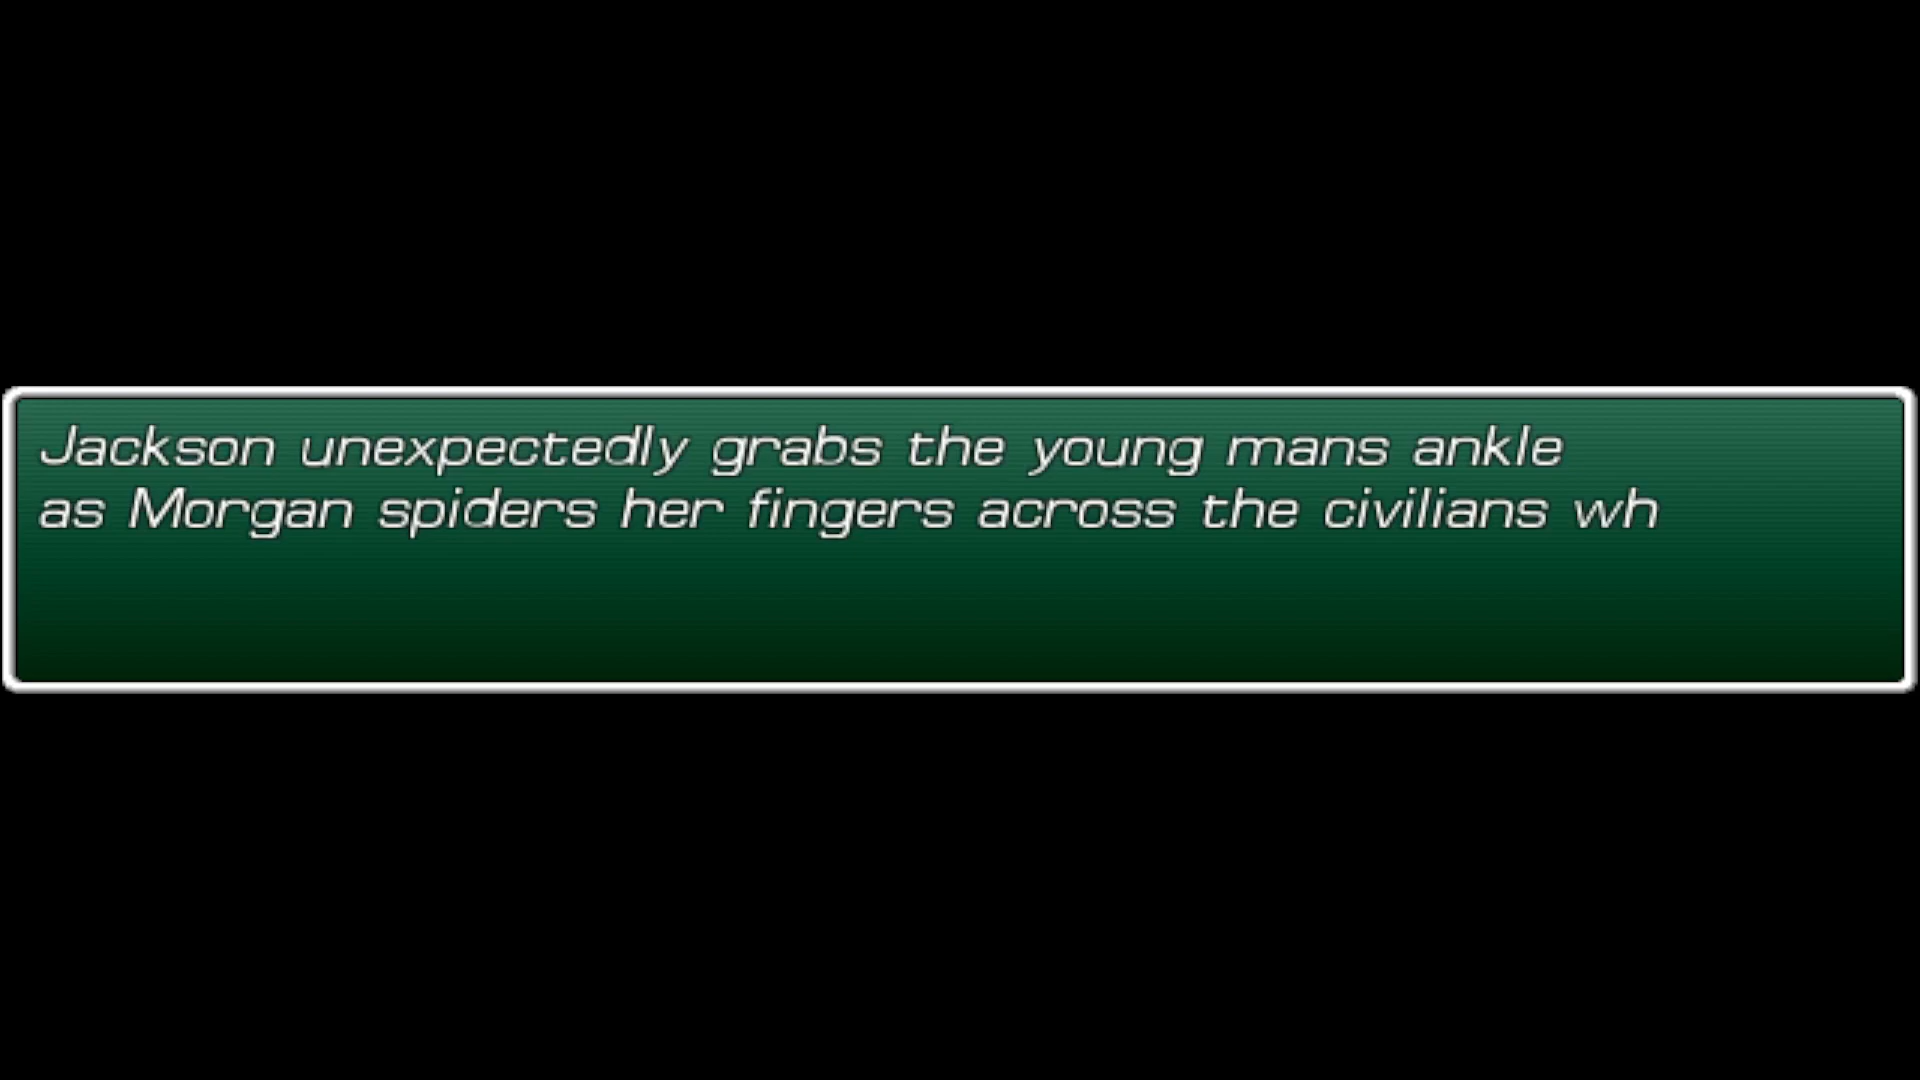 Jackson unexpectedly grabs the young mans ankle
as Morgan spiders her fingers across the civilians wh